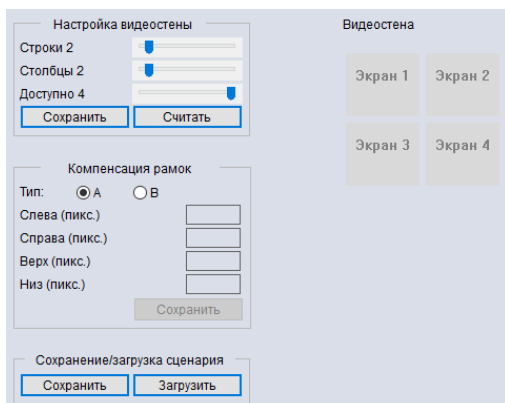 Настройка видеостены
Строки 2
Столбцы 2
Доступно 4
Сохранить Считать
Компенсация рамок
Тип: A B
Слева (пикс.)
Справа (пикс.)
Верх (пикс.)
Низ (пикс.)
Сохранить
Сохранение/загрузка сценария
Сохранить Загрузить
Видеостена
Экран 1 Экран 2
Экран 3 Экран 4